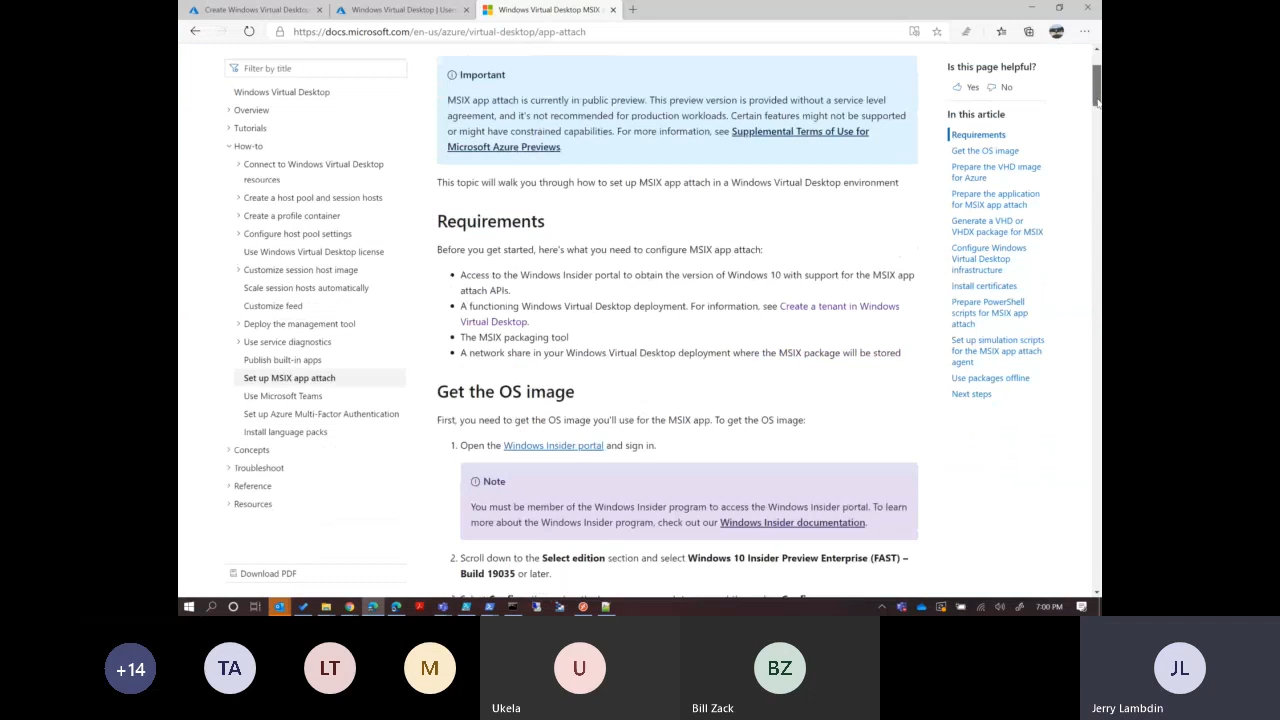 Create Windows Virtual Desktop
Windows Virtual Desktop | User
Windows Virtual Desktop MSIX
https://docs.microsoft.com/en-us/azure/virtual-desktop/app-attach
Filter by title
Windows Virtual Desktop
Overview
Tutorials
How-to
Connect to Windows Virtual Desktop
resources
Create a host pool and session hosts
Create a profile container
Configure host pool settings
Use Windows Virtual Desktop license
Customize session host image
Scale session hosts automatically
Customize feed
Deploy the management tool
Use service diagnostics
Publish built-in apps
Set up MSIX app attach
Use Microsoft Teams
Set up Azure Multi-Factor Authentication
Install language packs
Concepts
Troubleshoot
Reference
Resources
Download PDF
Important
MSIX app attach is currently in public preview. This preview version is provided without a service level
agreement, and it's not recommended for production workloads. Certain features might not be supported
or might have constrained capabilities. For more information, see Supplemental Terms of Use for
Microsoft Azure Previews.
This topic will walk you through how to set up MSIX app attach in a Windows Virtual Desktop environment
Requirements
Before you get started, here's what you need to configure MSIX app attach:
Access to the Windows Insider portal to obtain the version of Windows 10 with support for the MSIX app
attach APIs.
A functioning Windows Virtual Desktop deployment. For information, see Create a tenant in Windows
Virtual Desktop.
The MSIX packaging tool
A network share in your Windows Virtual Desktop deployment where the MSIX package will be stored
Get the OS image
First, you need to get the OS image you'll use for the MSIX app. To get the OS image:
1. Open the Windows Insider portal and sign in.
Note
You must be member of the Windows Insider program to access the Windows Insider portal. To learn
more about the Windows Insider program, check out our Windows Insider documentation.
2. Scroll down to the Select edition section and select Windows 10 Insider Preview Enterprise (FAST) –
Build 19035 or later.
Is this page helpful?
Yes No
In this article
Requirements
Get the OS image
Prepare the VHD image
for Azure
Prepare the application
for MSIX app attach
Generate a VHD or
VHDX package for MSIX
Configure Windows
Virtual Desktop
infrastructure
Install certificates
Prepare PowerShell
scripts for MSIX app
attach
Set up simulation scripts
for the MSIX app attach
agent
Use packages offline
Next steps
7:00 PM
+14
TA
LT
M
U
Ukela
BZ
Bill Zack
JL
Jerry Lambdin